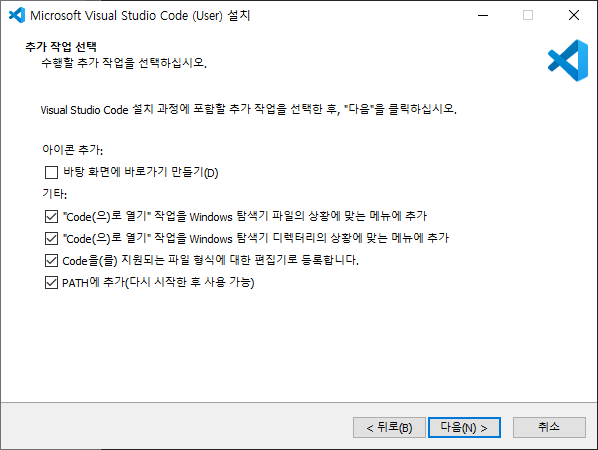 Microsoft Visual Studio Code (User) 설치
추가 작업 선택
수행할 추가 작업을 선택하십시오.
Visual Studio Code 설치 과정에 포함할 추가 작업을 선택한 후, "다음"을 클릭하십시오.
아이콘 추가:
바탕 화면에 바로가기 만들기(D)
기타:
"Code(으)로 열기" 작업을 Windows 탐색기 파일의 상황에 맞는 메뉴에 추가
"Code(으)로 열기" 작업을 Windows 탐색기 디렉터리의 상황에 맞는 메뉴에 추가
Code을(를) 지원되는 파일 형식에 대한 편집기로 등록합니다.
PATH에 추가(다시 시작한 후 사용 가능)
< 뒤로(B) 다음(N) > 취소